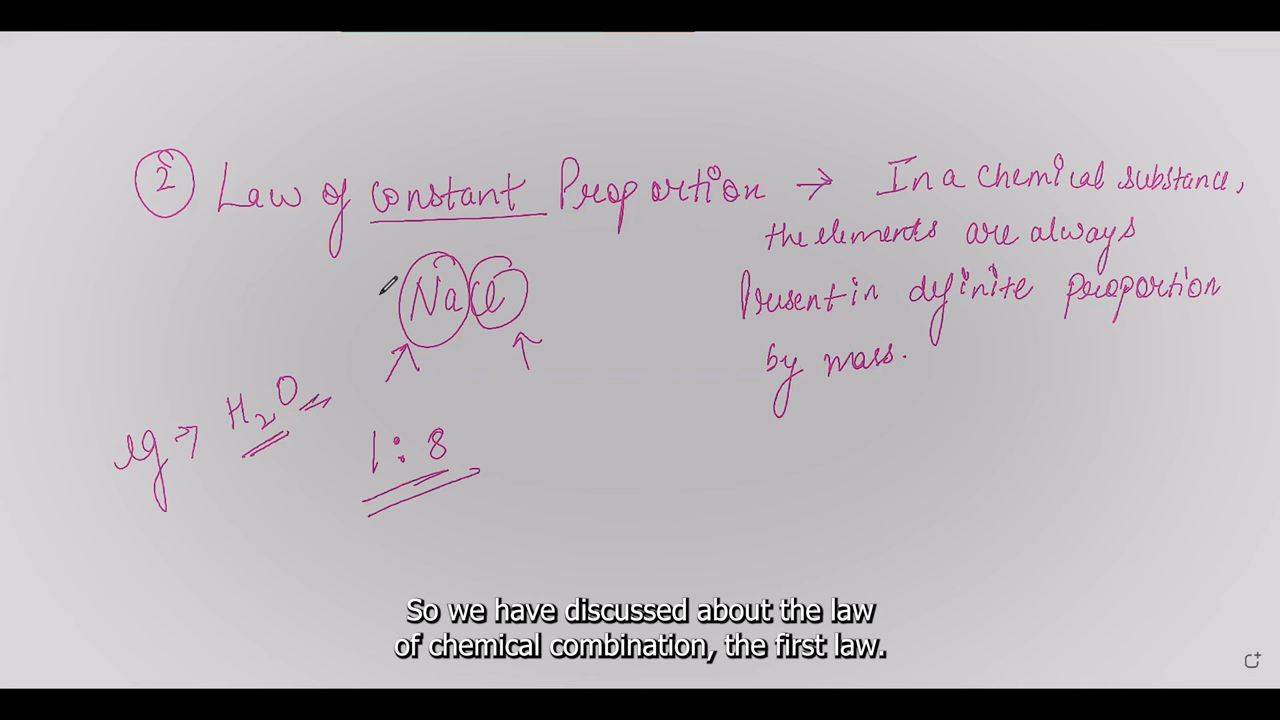 2 Law of constant Proportion → In a chemical substance,
the elements are always
Present in definite proportion
by mass.
NaCl
eg → H2O
1 : 8
So we have discussed about the law
of chemical combination, the first law.